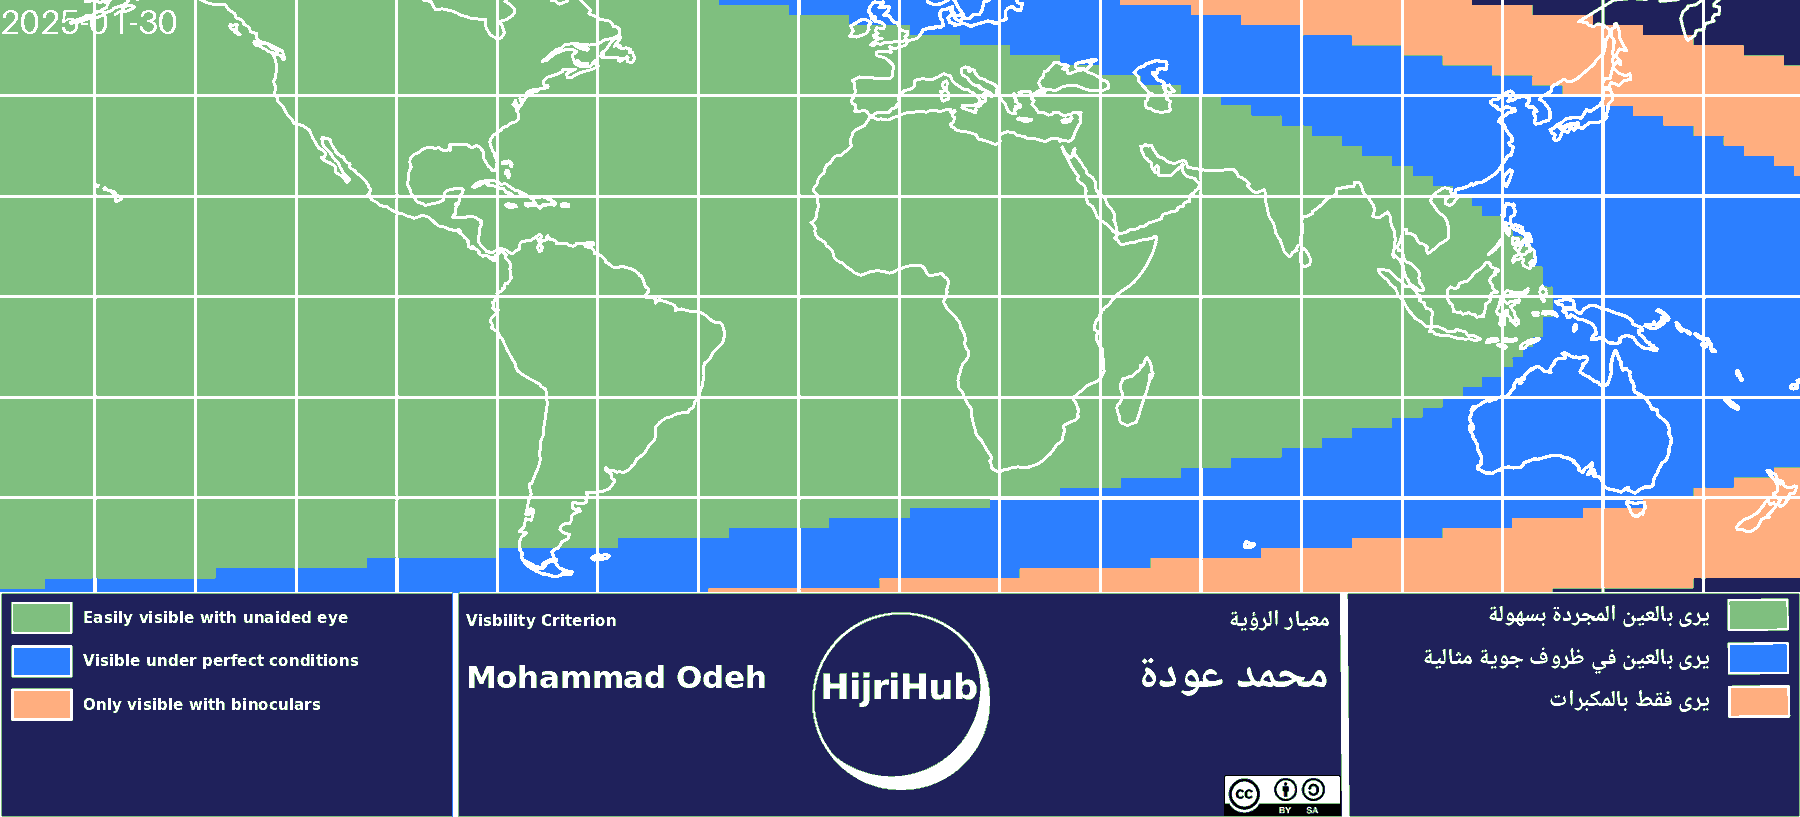 2025-01-30
Easily visible with unaided eye
Visible under perfect conditions
Only visible with binoculars
Visbility Criterion
Mohammad Odeh
HijriHub
معيار الرؤية
محمد عودة
cc
BY SA
يرى بالعين المجردة بسهولة
يرى بالعين في ظروف جوية مثالية
يرى فقط بالمكبرات